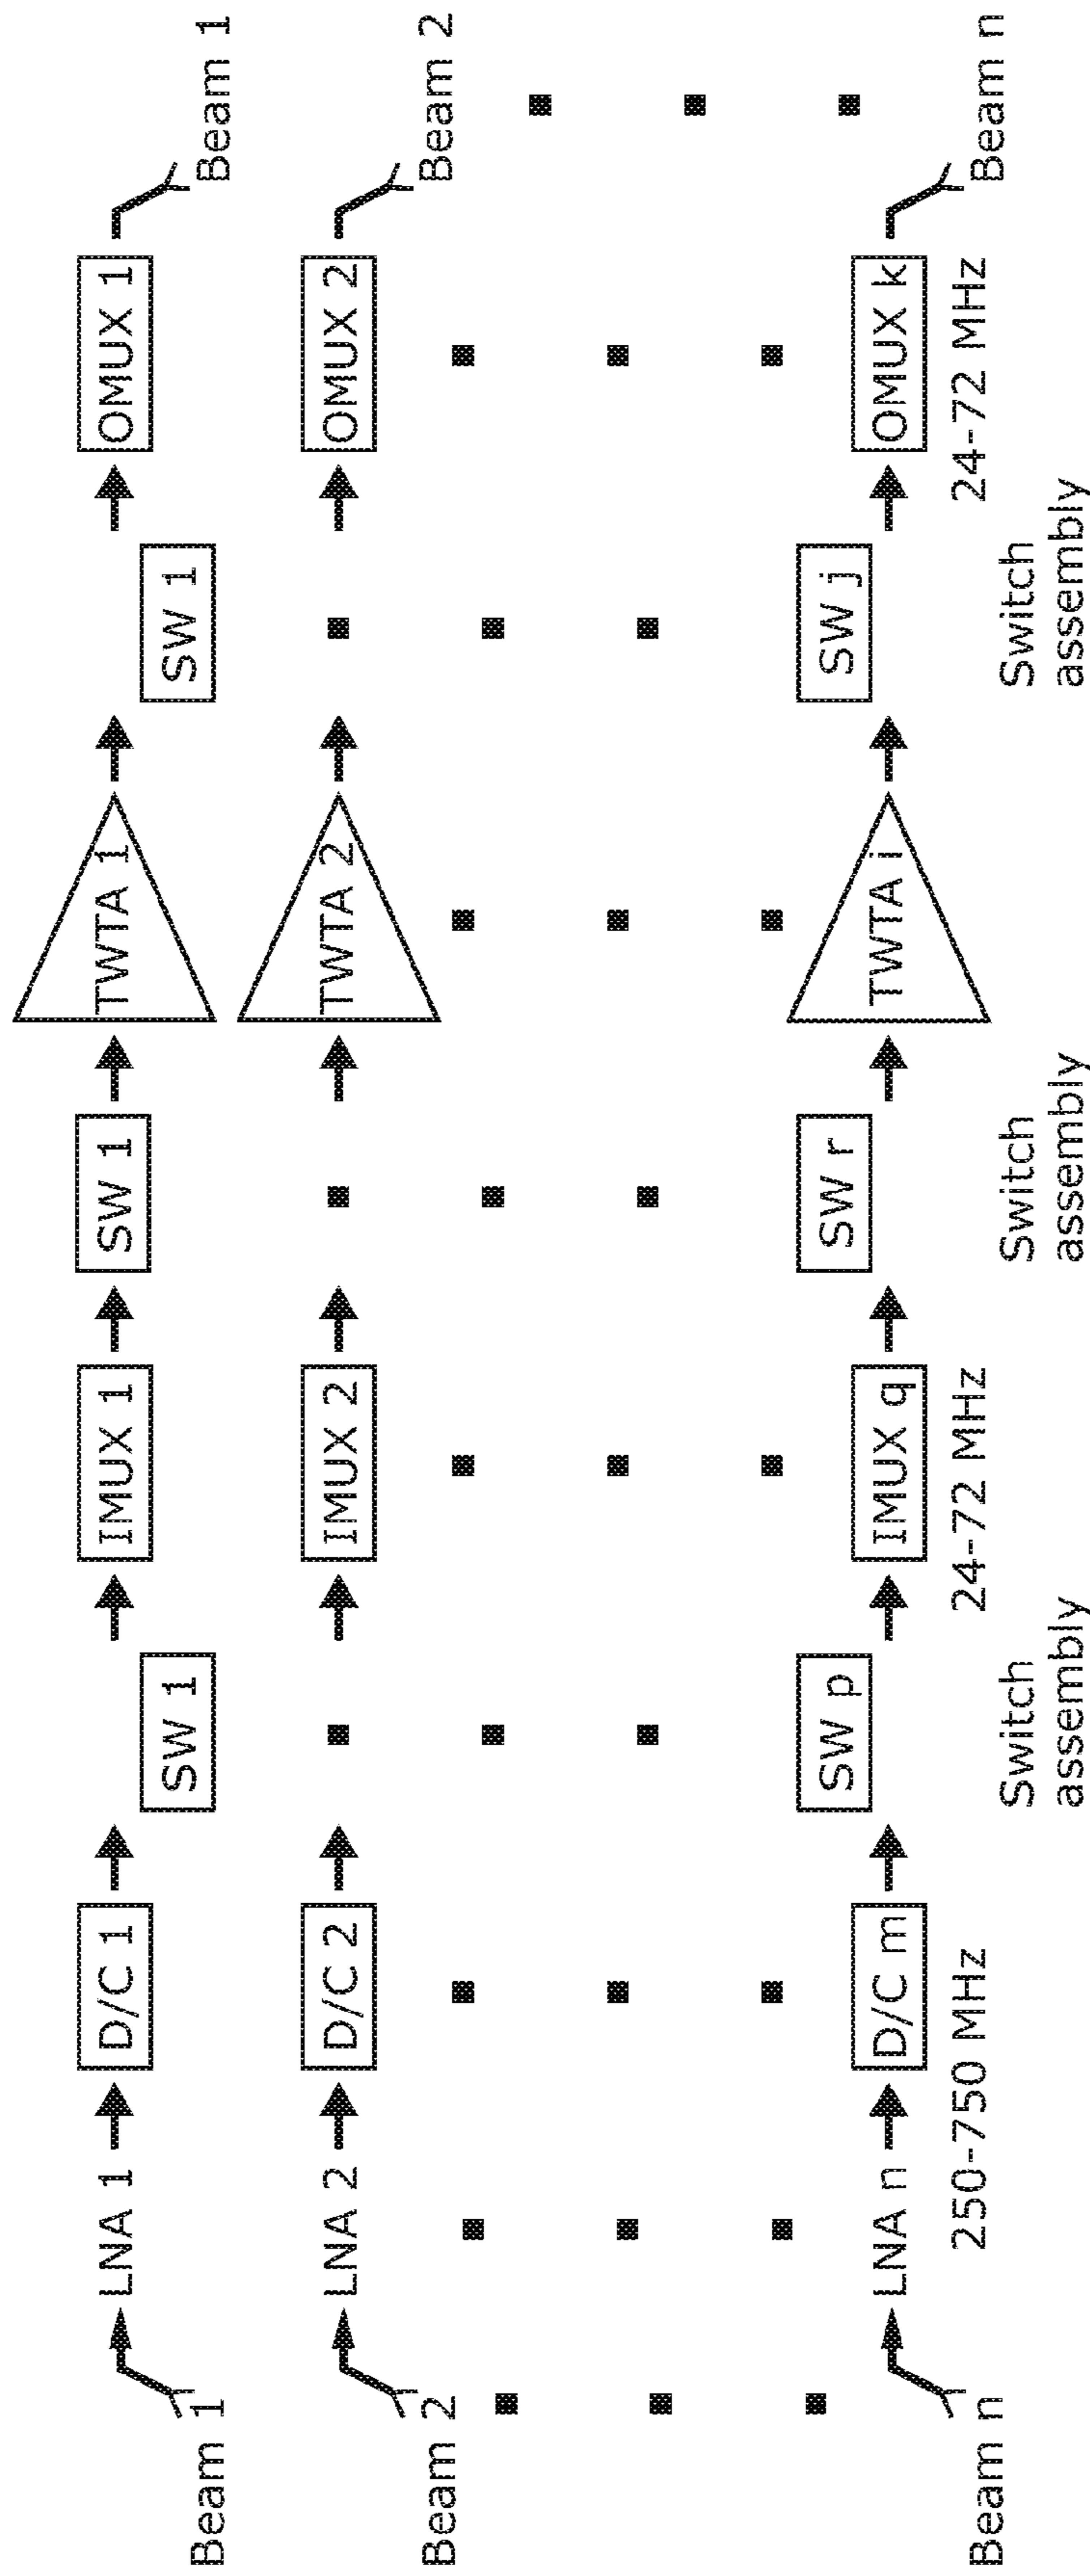 Beam 1
LNA 1
D/C 1
SW 1
IMUX 1
SW 1
TWTA 1
SW 1
OMUX 1
Beam 1
Beam 2
LNA 2
D/C 2
IMUX 2
TWTA 2
OMUX 2
Beam 2
Beam n
LNA n
D/C m
SW p
IMUX q
SW r
TWTA i
SW j
OMUX k
Beam n
250-750 MHz
24-72 MHz
24-72 MHz
Switch
assembly
Switch
assembly
Switch
assembly